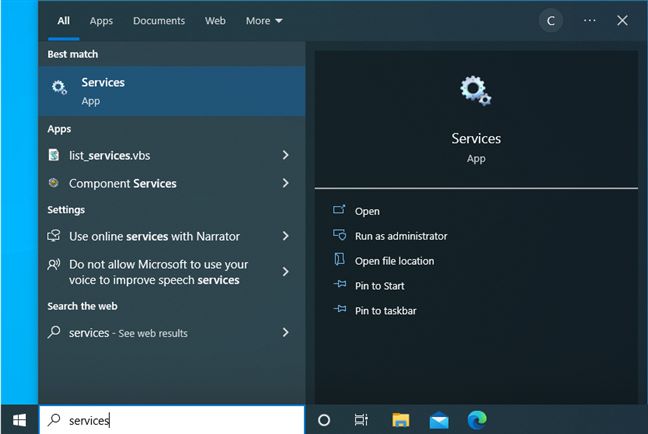 All Apps Documents Web More C ...
Best match
Services
App
Apps
list_services.vbs
Component Services
Settings
Use online services with Narrator
Do not allow Microsoft to use your
voice to improve speech services
Search the web
services - See web results
services
Services
App
Open
Run as administrator
Open file location
Pin to Start
Pin to taskbar